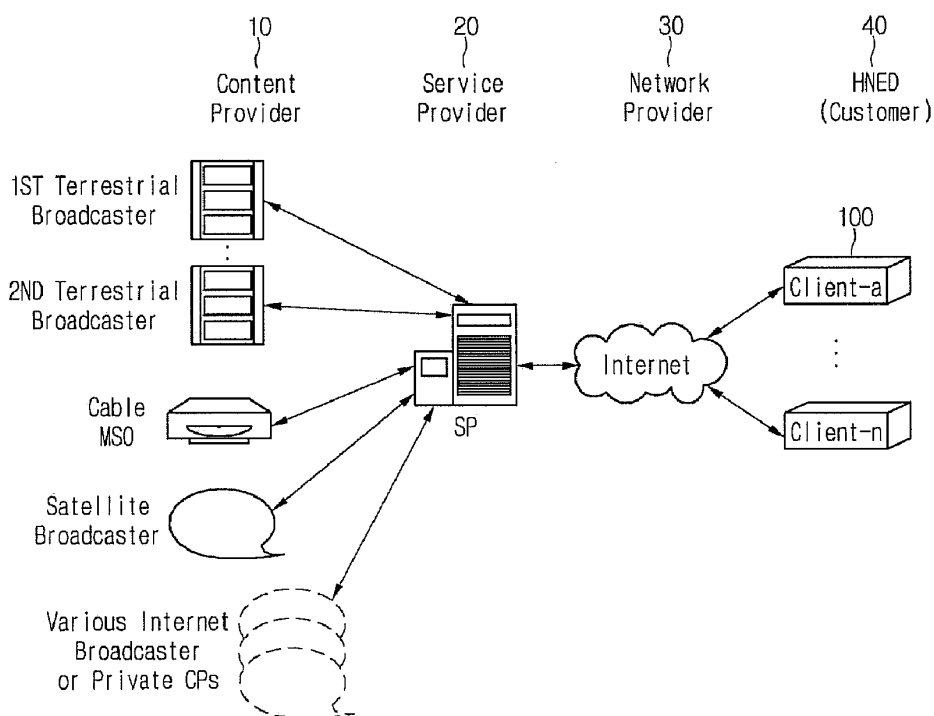 10
20
30
40
Content
Provider
Service
Provider
Network
Provider
HNED
(Customer)
1ST Terrestrial
Broadcaster
2ND Terrestrial
Broadcaster
Cable
MSO
Satellite
Broadcaster
Various Internet
Broadcaster
or Private CPs
SP
Internet
100
Client-a
Client-n